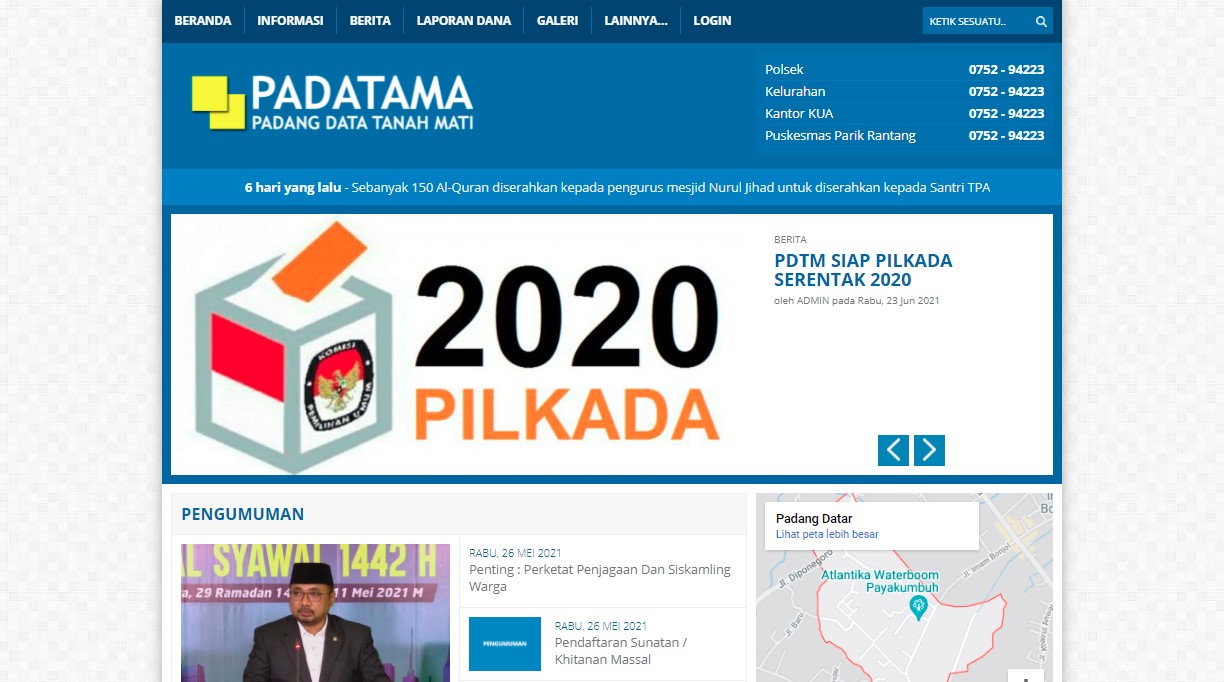 BERANDA INFORMASI BERITA LAPORAN DANA GALERI LAINNYA... LOGIN KETIK SESUATU..
PADATAMA
PADANG DATA TANAH MATI
Polsek 0752 - 94223
Kelurahan 0752 - 94223
Kantor KUA 0752 - 94223
Puskesmas Parik Rantang 0752 - 94223
6 hari yang lalu - Sebanyak 150 Al-Quran diserahkan kepada pengurus mesjid Nurul Jihad untuk diserahkan kepada Santri TPA
2020
PILKADA
KOMISI
PEMILIHAN UMUM
BERITA
PDTM SIAP PILKADA
SERENTAK 2020
oleh ADMIN pada Rabu, 23 Jun 2021
PENGUMUMAN
AL SYAWAL 1442 H
a, 29 Ramadan 14 11 Mei 2021 M
RABU, 26 MEI 2021
Penting : Perketat Penjagaan Dan Siskamling
Warga
PENGUMUMAN
RABU, 26 MEI 2021
Pendaftaran Sunatan /
Khitanan Massal
Padang Datar
Lihat peta lebih besar
Jl. Diponegoro
Jl. Imam Bonjol
Atlantika Waterboom
Payakumbuh